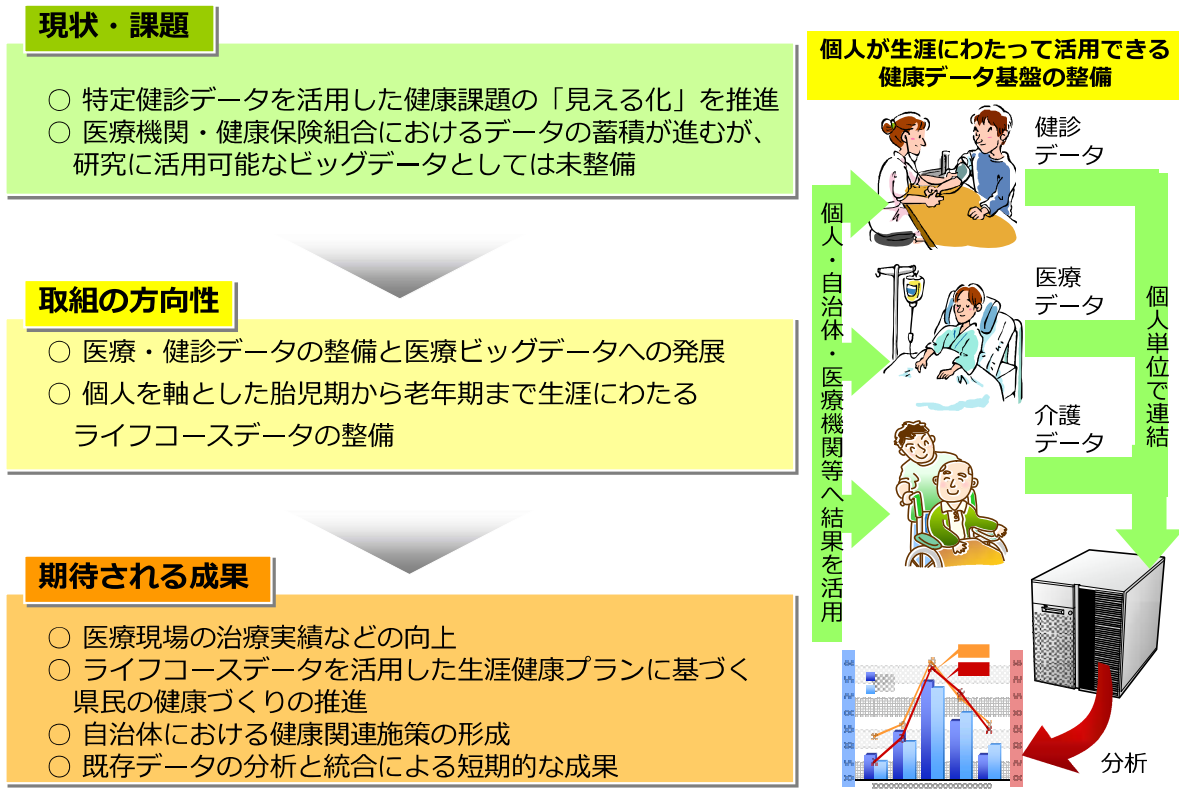 現状・課題
○ 特定健診データを活用した健康課題の「見える化」を推進
○ 医療機関・健康保険組合におけるデータの蓄積が進むが、
研究に活用可能なビッグデータとしては未整備
取組の方向性
○ 医療・健診データの整備と医療ビッグデータへの発展
○ 個人を軸とした胎児期から老年期まで生涯にわたる
ライフコースデータの整備
期待される成果
○ 医療現場の治療実績などの向上
○ ライフコースデータを活用した生涯健康プランに基づく
県民の健康づくりの推進
○ 自治体における健康関連施策の形成
○ 既存データの分析と統合による短期的な成果
個人が生涯にわたって活用できる
健康データ基盤の整備
健診
データ
医療
データ
介護
データ
個人単位で連結
個人・自治体・医療機関等へ結果を活用
分析